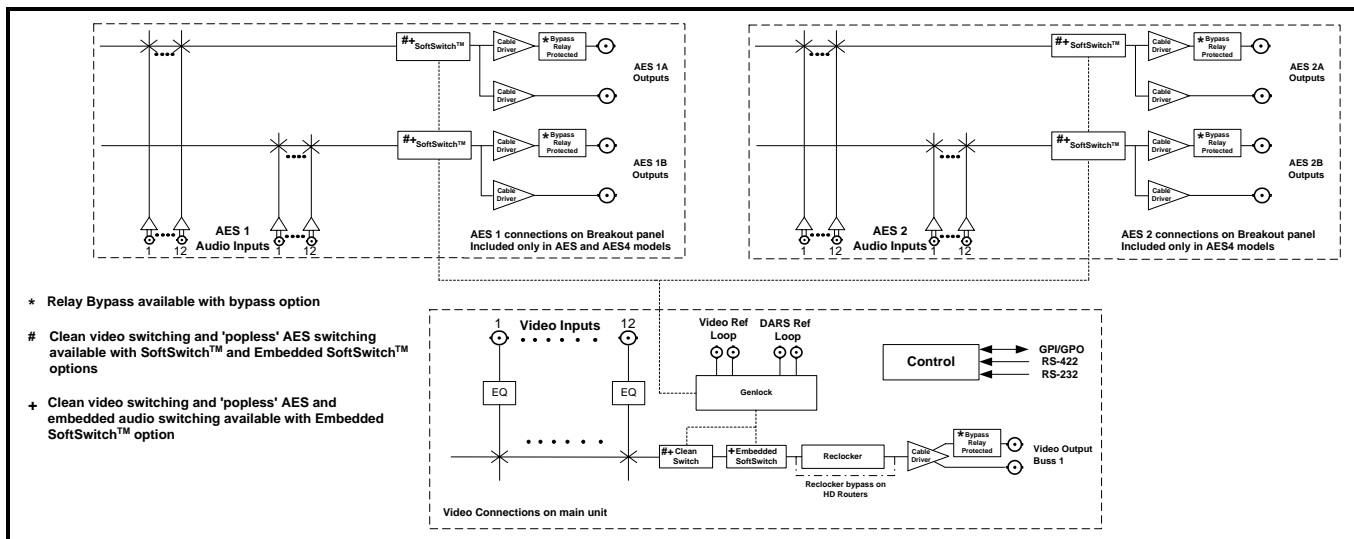 #+SoftSwitch™
Cable
Driver
*Bypass
Relay
Protected
AES 1A
Outputs
Cable
Driver
#+SoftSwitch™
Cable
Driver
*Bypass
Relay
Protected
AES 1B
Outputs
Cable
Driver
AES 1
Audio Inputs
1 12
1 12
AES 1 connections on Breakout panel
Included only in AES and AES4 models
#+SoftSwitch™
Cable
Driver
*Bypass
Relay
Protected
AES 2A
Outputs
Cable
Driver
#+SoftSwitch™
Cable
Driver
*Bypass
Relay
Protected
AES 2B
Outputs
Cable
Driver
AES 2
Audio Inputs
1 12
1 12
AES 2 connections on Breakout panel
Included only in AES4 models
* Relay Bypass available with bypass option
# Clean video switching and 'popless' AES switching
available with SoftSwitch™ and Embedded SoftSwitch™
options
+ Clean video switching and 'popless' AES and
embedded audio switching available with Embedded
SoftSwitch™ option
1 Video Inputs 12
EQ
EQ
Video Ref
Loop
DARS Ref
Loop
Genlock
Control
GPI/GPO
RS-422
RS-232
#+ Clean
Switch
+Embedded
SoftSwitch
Reclocker
Reclocker bypass on
HD Routers
Cable
Driver
*Bypass
Relay
Protected
Video Output
Buss 1
Video Connections on main unit